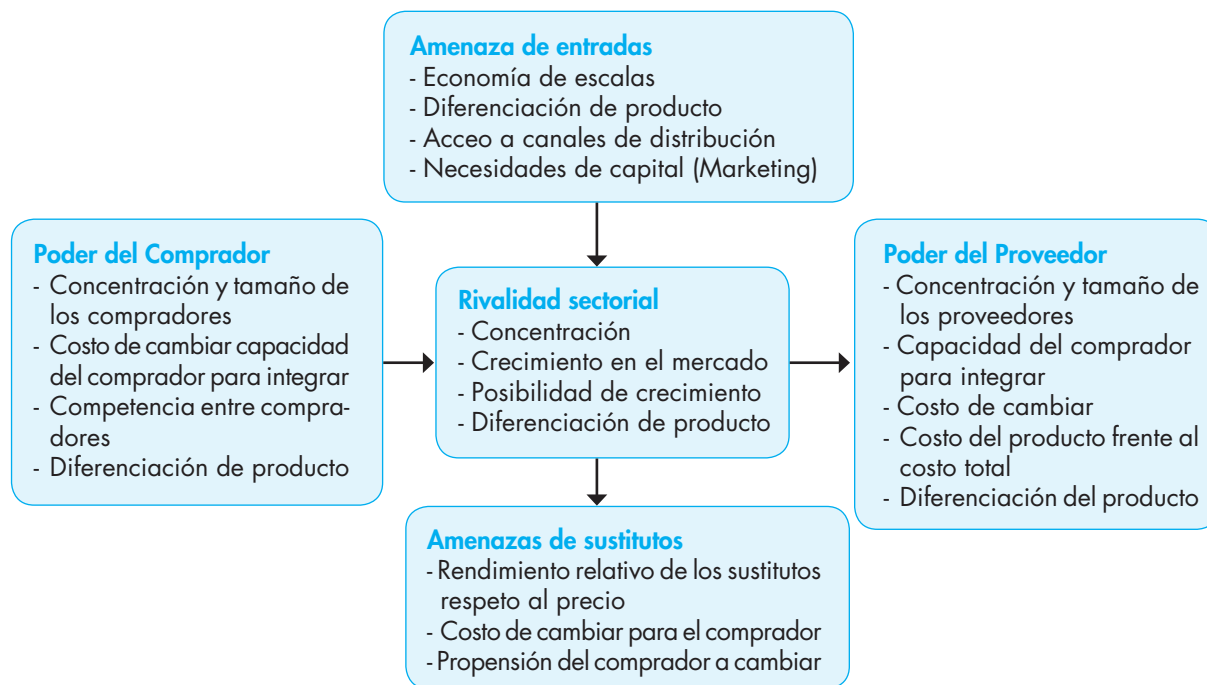 Amenaza de entradas
- Economía de escalas
- Diferenciación de producto
- Acceo a canales de distribución
- Necesidades de capital (Marketing)
Poder del Comprador
- Concentración y tamaño de
los compradores
- Costo de cambiar capacidad
del comprador para integrar
- Competencia entre compra-
dores
- Diferenciación de producto
Rivalidad sectorial
- Concentración
- Crecimiento en el mercado
- Posibilidad de crecimiento
- Diferenciación de producto
Poder del Proveedor
- Concentración y tamaño de
los proveedores
- Capacidad del comprador
para integrar
- Costo de cambiar
- Costo del producto frente al
costo total
- Diferenciación del producto
Amenazas de sustitutos
- Rendimiento relativo de los sustitutos
respeto al precio
- Costo de cambiar para el comprador
- Propensión del comprador a cambiar